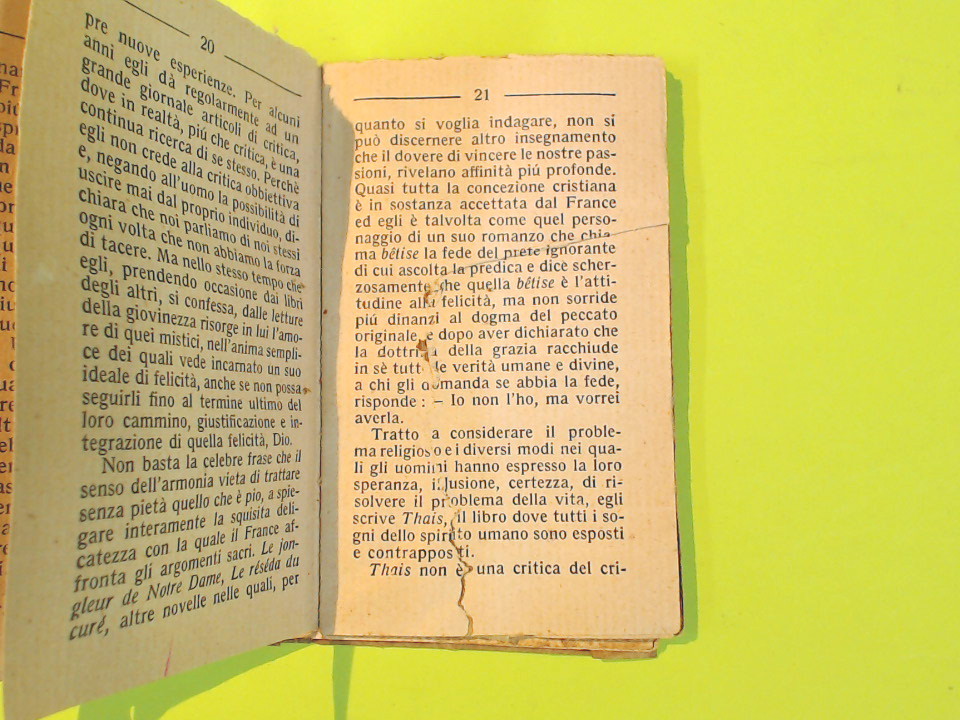 20
pre nuove esperienze. Per alcuni
anni egli dà regolarmente ad un
grande giornale articoli di critica,
dove in realtà, piú che critica, è una
continua ricerca di se stesso. Perchè
egli non crede alla critica obbiettiva
e, negando all'uomo la possibilità di
uscire mai dal proprio individuo, di-
chiara che noi parliamo di noi stessi
ogni volta che non abbiamo la forza
di tacere. Ma nello stesso tempo che
egli, prendendo occasione dai libri
degli altri, si confessa, dalle letture
della giovinezza risorge in lui l'amo-
re di quei mistici, nell'anima sempli-
ce dei quali vede incarnato un suo
ideale di felicità, anche se non possa
seguirli fino al termine ultimo del
loro cammino, giustificazione e in-
tegrazione di quella felicità, Dio.
Non basta la celebre frase che il
senso dell'armonia vieta di trattare
senza pietà quello che è pio, a spie-
gare interamente la squisita deli-
catezza con la quale il France af-
fronta gli argomenti sacri. Le jon-
gleur de Notre Dame, Le réséda du
curé, altre novelle nelle quali, per
21
quanto si voglia indagare, non si
può discernere altro insegnamento
che il dovere di vincere le nostre pas-
sioni, rivelano affinità piú profonde.
Quasi tutta la concezione cristiana
è in sostanza accettata dal France
ed egli è talvolta come quel perso-
naggio di un suo romanzo che chia-
ma bêtise la fede del prete ignorante
di cui ascolta la predica e dice scher-
zosamente che quella bêtise è l'atti-
tudine alla felicità, ma non sorride
piú dinanzi al dogma del peccato
originale e dopo aver dichiarato che
la dottrina della grazia racchiude
in sè tutte le verità umane e divine,
a chi gli domanda se abbia la fede,
risponde : – Io non l'ho, ma vorrei
averla.
Tratto a considerare il proble-
ma religioso e i diversi modi nei qua-
li gli uomini hanno espresso la loro
speranza, illusione, certezza, di ri-
solvere il problema della vita, egli
scrive Thais, il libro dove tutti i so-
gni dello spirito umano sono esposti
e contrapposti.
Thais non è una critica del cri-